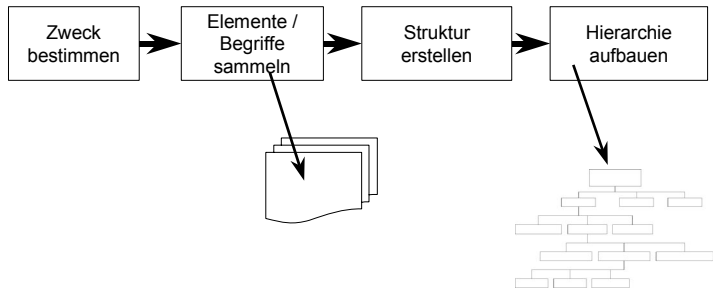 Zweck
bestimmen
Elemente /
Begriffe
sammeln
Struktur
erstellen
Hierarchie
aufbauen